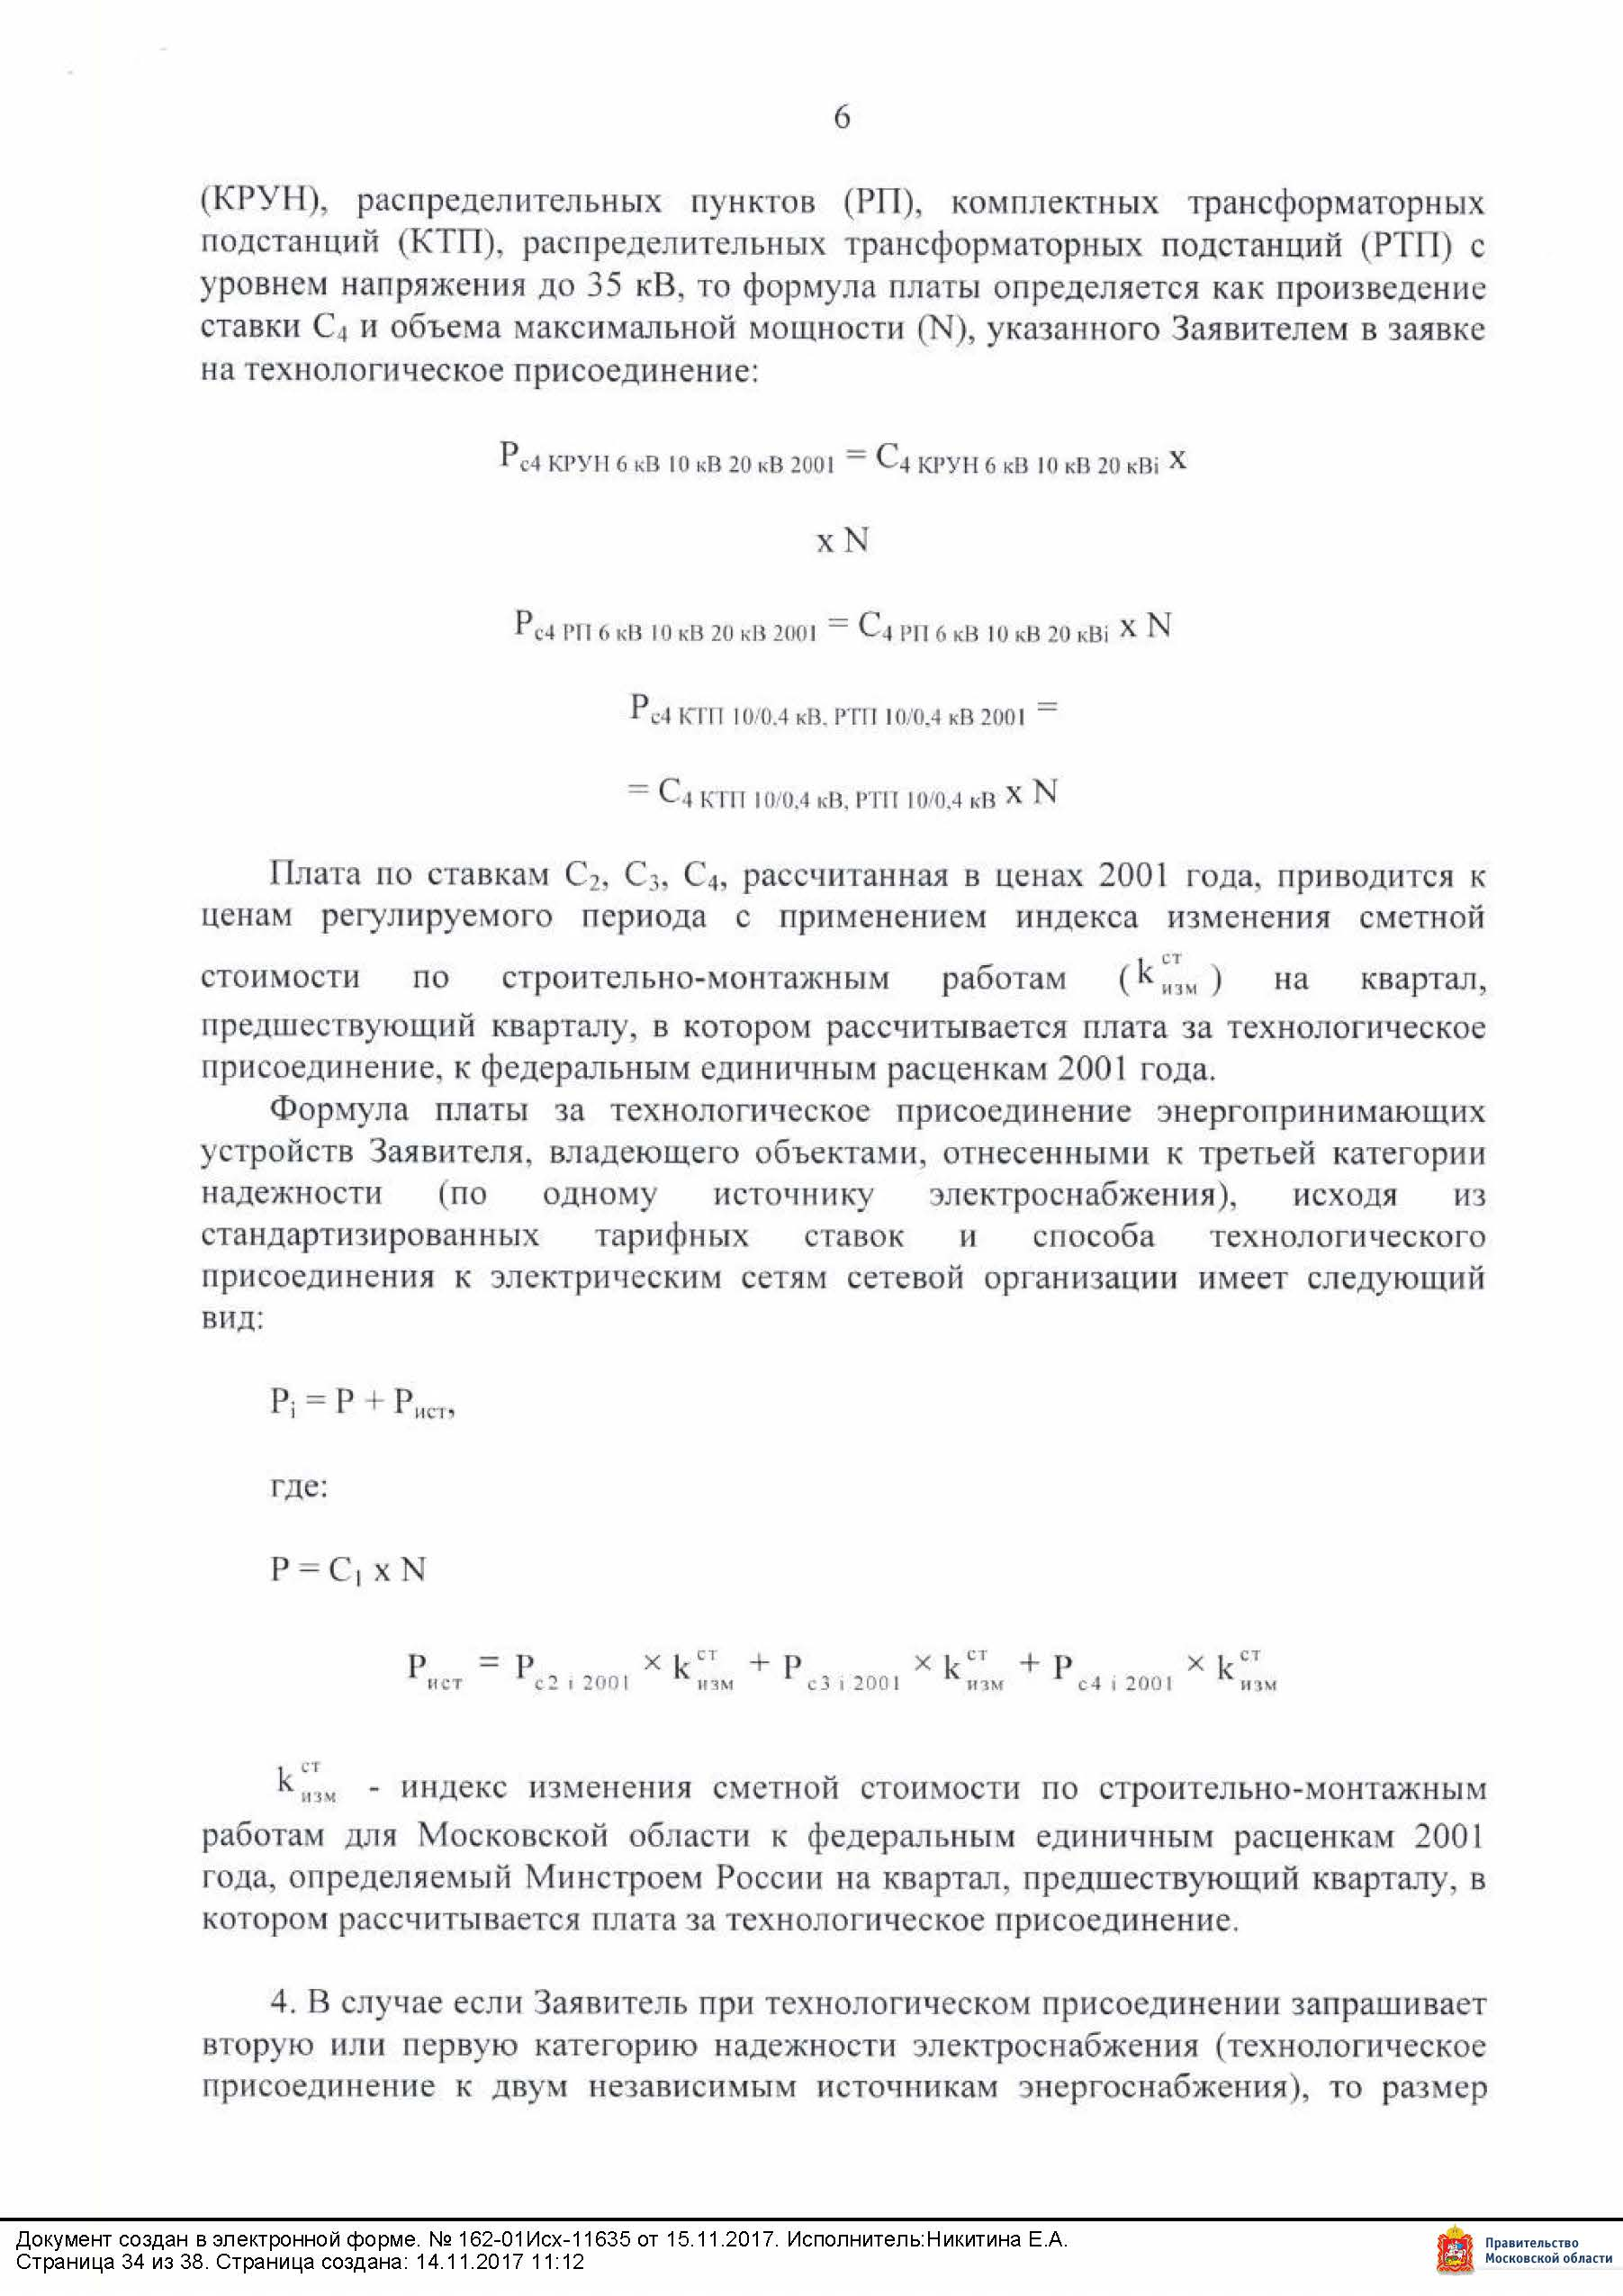 6
(КРУН), распределительных пунктов (РП), комплектных трансформаторных
подстанций (КТП), распределительных трансформаторных подстанций (РТП) с
уровнем напряжения до 35 кВ, то формула платы определяется как произведение
ставки С₄ и объема максимальной мощности (N), указанного Заявителем в заявке
на технологическое присоединение:
Pс4 КРУН 6 кВ 10 кВ 20 кВ 2001 = С4 КРУН 6 кВ 10 кВ 20 кВi x
x N
Pс4 РП 6 кВ 10 кВ 20 кВ 2001 = С4 РП 6 кВ 10 кВ 20 кВi x N
Pс4 КТП 10/0,4 кВ, РТП 10/0,4 кВ 2001 =
= С4 КТП 10/0,4 кВ, РТП 10/0,4 кВ x N
Плата по ставкам С₂, С₃, С₄, рассчитанная в ценах 2001 года, приводится к
ценам регулируемого периода с применением индекса изменения сметной
стоимости по строительно-монтажным работам (k ст изм) на квартал,
предшествующий кварталу, в котором рассчитывается плата за технологическое
присоединение, к федеральным единичным расценкам 2001 года.
Формула платы за технологическое присоединение энергопринимающих
устройств Заявителя, владеющего объектами, отнесенными к третьей категории
надежности (по одному источнику электроснабжения), исходя из
стандартизированных тарифных ставок и способа технологического
присоединения к электрическим сетям сетевой организации имеет следующий
вид:
Pi = P + Pист,
где:
P = C₁ x N
Pист = Pс2 i 2001 × k ст изм + Pс3 i 2001 × k ст изм + Pс4 i 2001 × k ст изм
k ст изм - индекс изменения сметной стоимости по строительно-монтажным
работам для Московской области к федеральным единичным расценкам 2001
года, определяемый Минстроем России на квартал, предшествующий кварталу, в
котором рассчитывается плата за технологическое присоединение.
4. В случае если Заявитель при технологическом присоединении запрашивает
вторую или первую категорию надежности электроснабжения (технологическое
присоединение к двум независимым источникам энергоснабжения), то размер
Документ создан в электронной форме. № 162-01Исх-11635 от 15.11.2017. Исполнитель:Никитина Е.А.
Страница 34 из 38. Страница создана: 14.11.2017 11:12
Правительство
Московской области